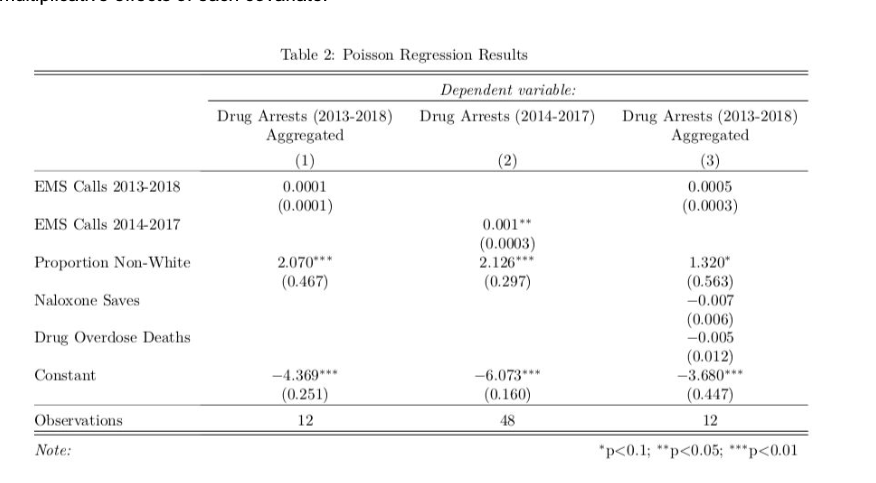 multiplicative effects of each covariate.
Table 2: Poisson Regression Results
Dependent variable:
Drug Arrests (2013-2018) Drug Arrests (2014-2017) Drug Arrests (2013-2018)
Aggregated Aggregated
(1) (2) (3)
EMS Calls 2013-2018 0.0001 0.0005
(0.0001) (0.0003)
EMS Calls 2014-2017 0.001**
(0.0003)
Proportion Non-White 2.070*** 2.126*** 1.320*
(0.467) (0.297) (0.563)
Naloxone Saves −0.007
(0.006)
Drug Overdose Deaths −0.005
(0.012)
Constant −4.369*** −6.073*** −3.680***
(0.251) (0.160) (0.447)
Observations 12 48 12
Note: *p<0.1; **p<0.05; ***p<0.01